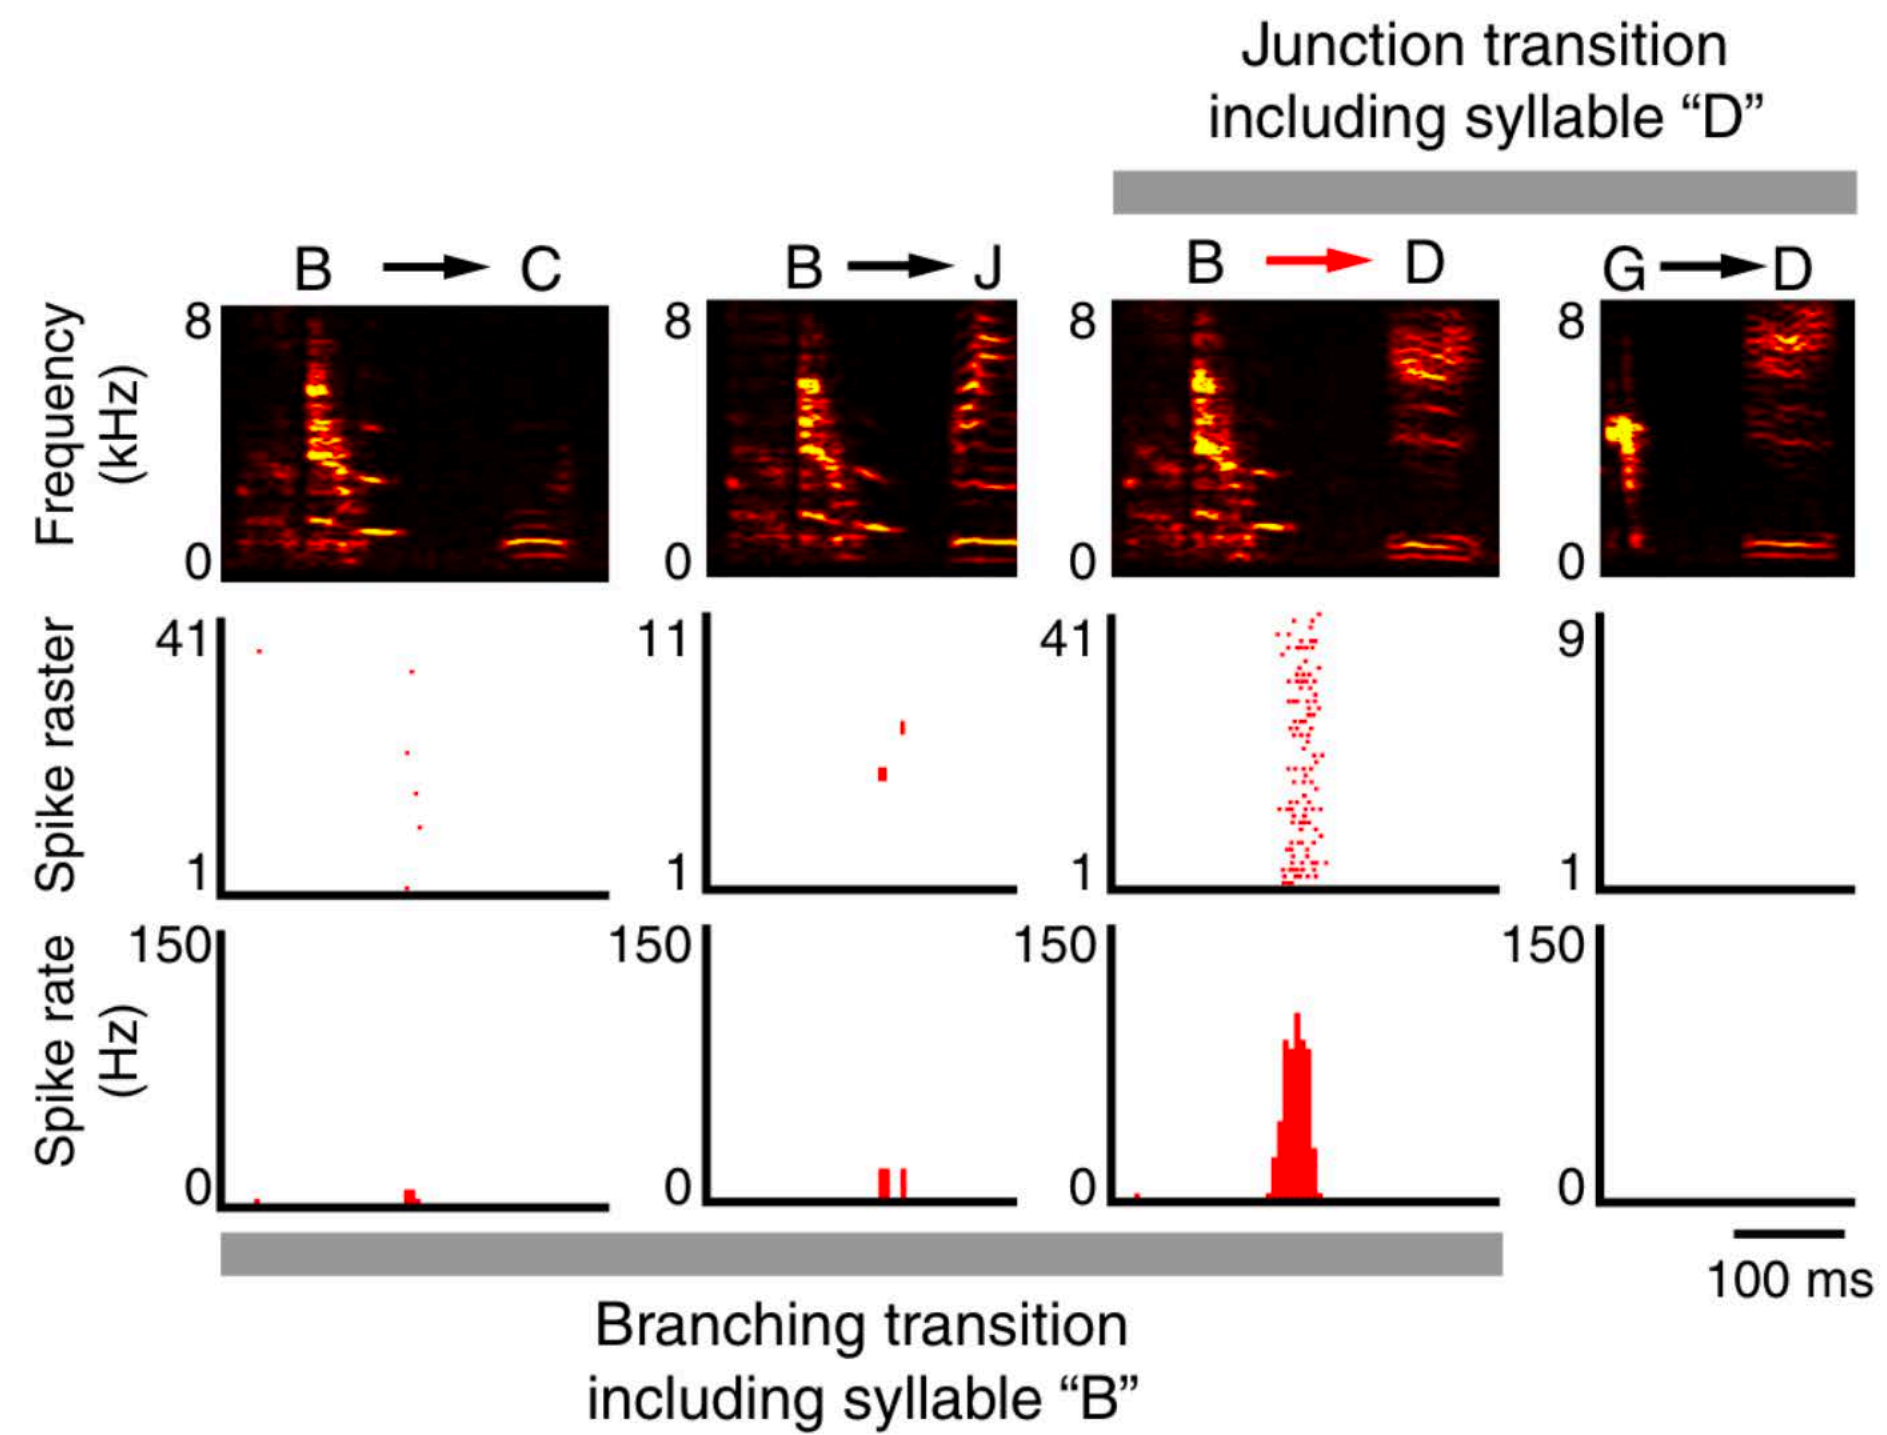 Junction transition
including syllable “D”
B → C
B → J
B → D
G → D
Frequency
(kHz)
8
0
8
0
8
0
8
0
Spike raster
41
1
11
1
41
1
9
1
Spike rate
(Hz)
150
0
150
0
150
0
150
0
100 ms
Branching transition
including syllable “B”